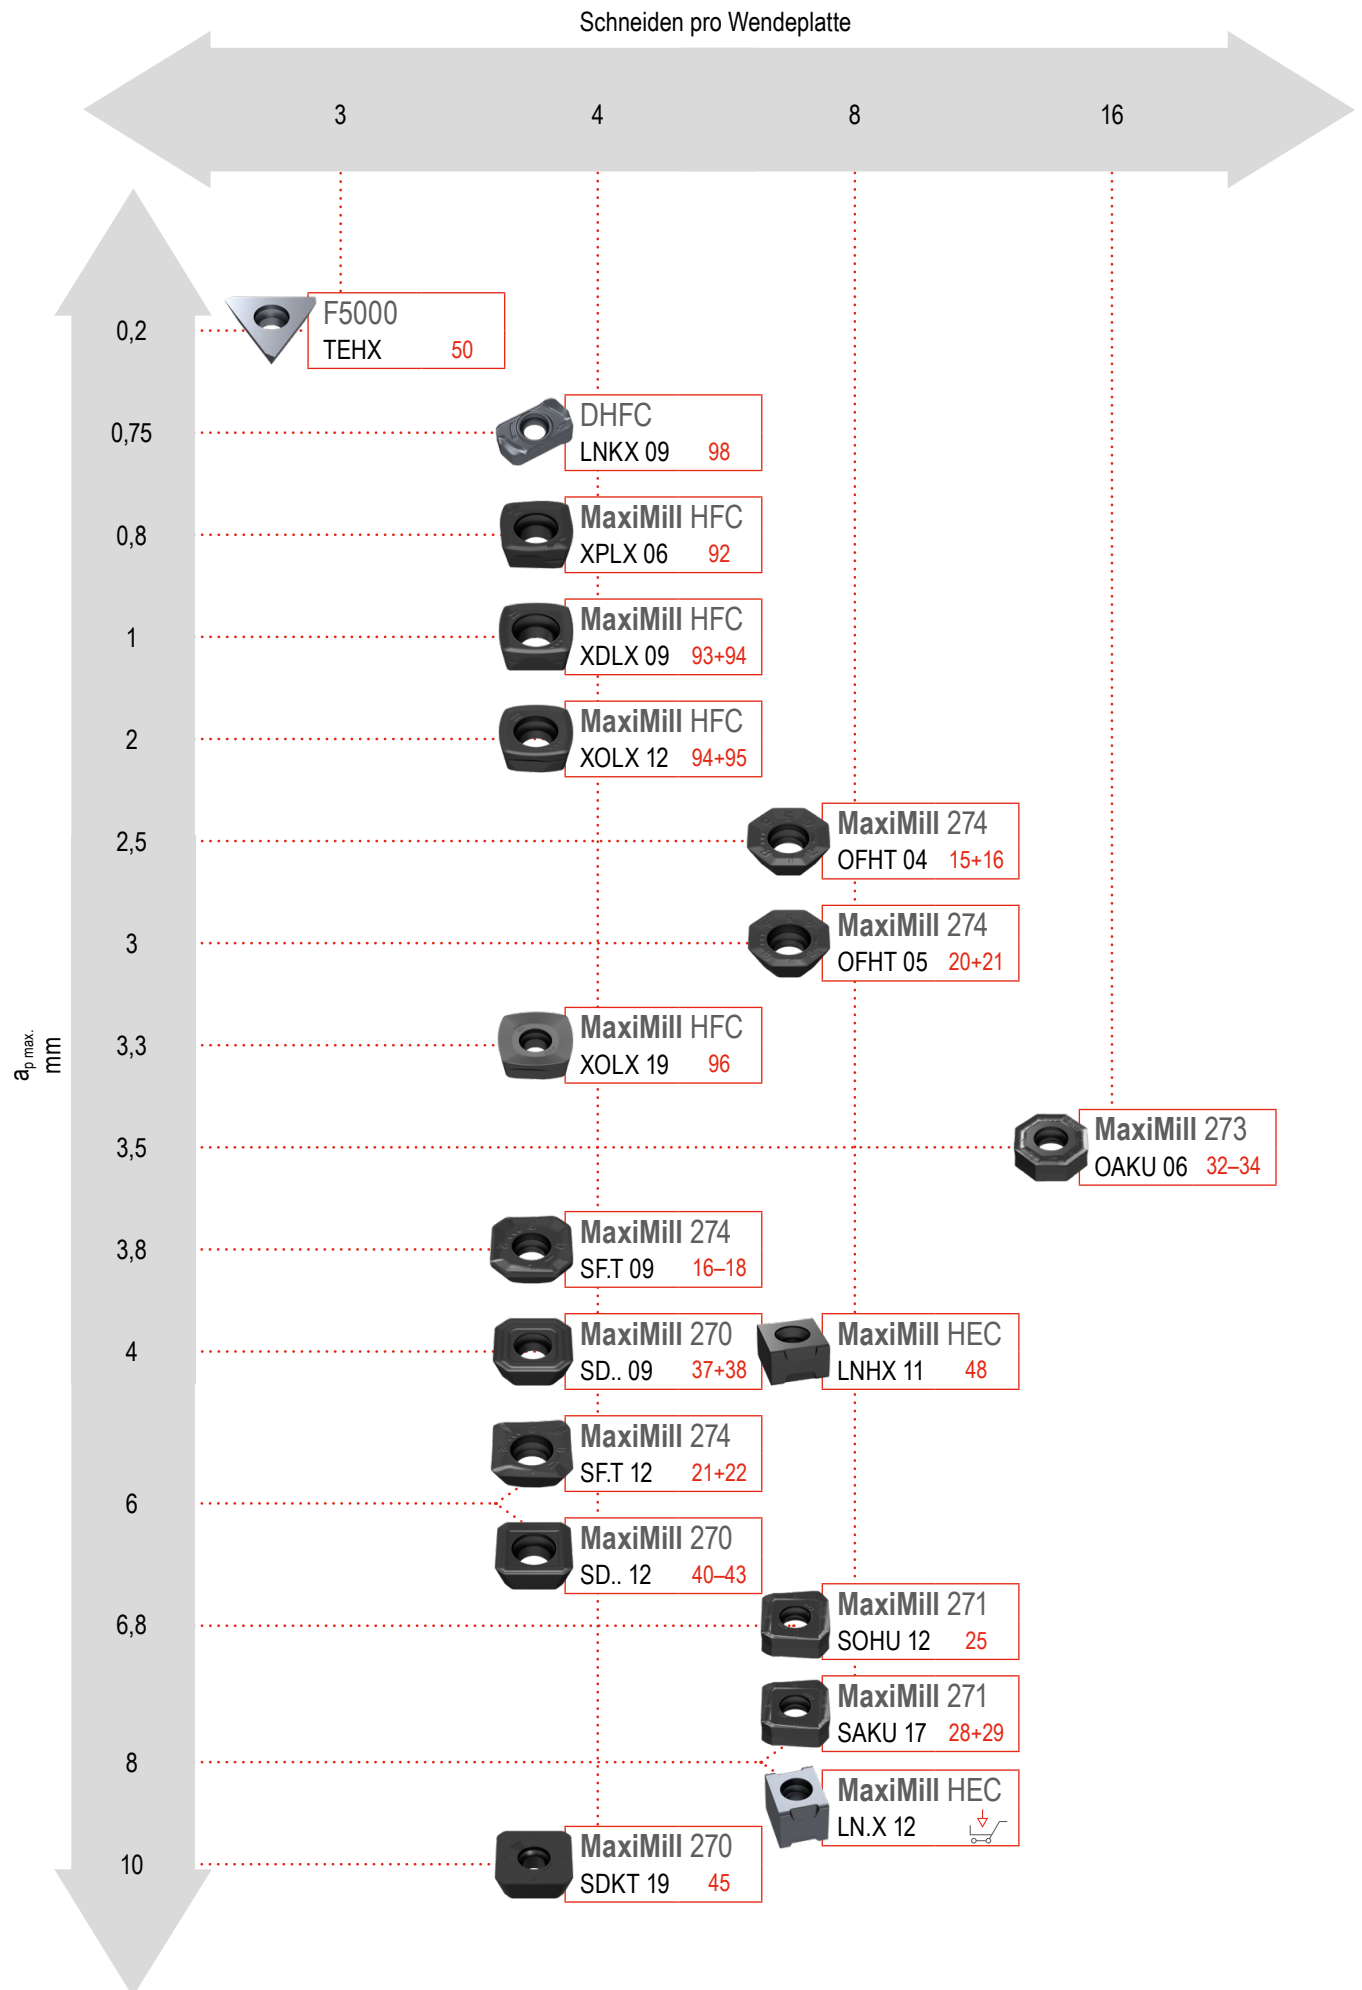 Schneiden pro Wendeplatte
3 4 8 16
0,2
F5000
TEHX 50
0,75
DHFC
LNKX 09 98
0,8
MaxiMill HFC
XPLX 06 92
1
MaxiMill HFC
XDLX 09 93+94
2
MaxiMill HFC
XOLX 12 94+95
2,5
MaxiMill 274
OFHT 04 15+16
3
MaxiMill 274
OFHT 05 20+21
ap max.
mm
3,3
MaxiMill HFC
XOLX 19 96
3,5
MaxiMill 273
OAKU 06 32–34
3,8
MaxiMill 274
SF.T 09 16–18
4
MaxiMill 270
SD.. 09 37+38
MaxiMill HEC
LNHX 11 48
6
MaxiMill 274
SF.T 12 21+22
MaxiMill 270
SD.. 12 40–43
6,8
MaxiMill 271
SOHU 12 25
8
MaxiMill 271
SAKU 17 28+29
MaxiMill HEC
LN.X 12
10
MaxiMill 270
SDKT 19 45